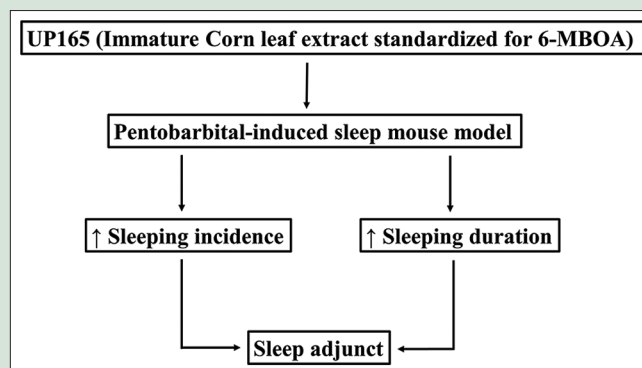 UP165 (Immature Corn leaf extract standardized for 6-MBOA)
Pentobarbital-induced sleep mouse model
↑ Sleeping incidence
↑ Sleeping duration
Sleep adjunct